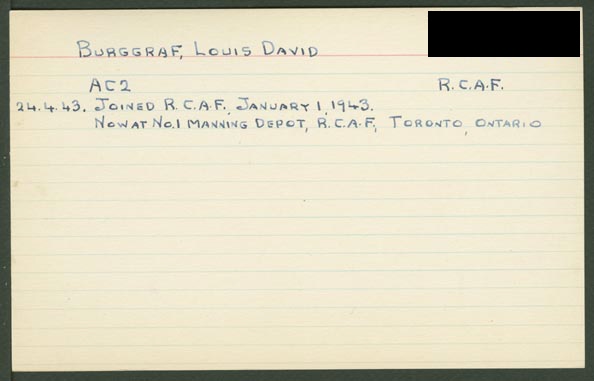 BURGGRAF, LOUIS DAVID
AC2 R.C.A.F.
24.4.43. JOINED R.C.A.F. JANUARY 1, 1943.
NOW AT NO.1 MANNING DEPOT, R.C.A.F., TORONTO, ONTARIO